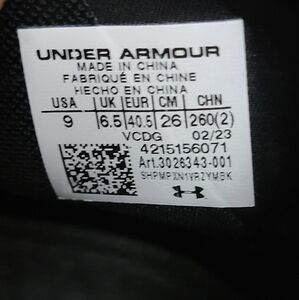 UNDER ARMOUR
MADE IN CHINA
FABRIQUÉ EN CHINE
HECHO EN CHINA
USA UK EUR CM CHN
9 6.5 40.5 26 260(2)
VCDG 02/23
4215156071
Art.3026343-001